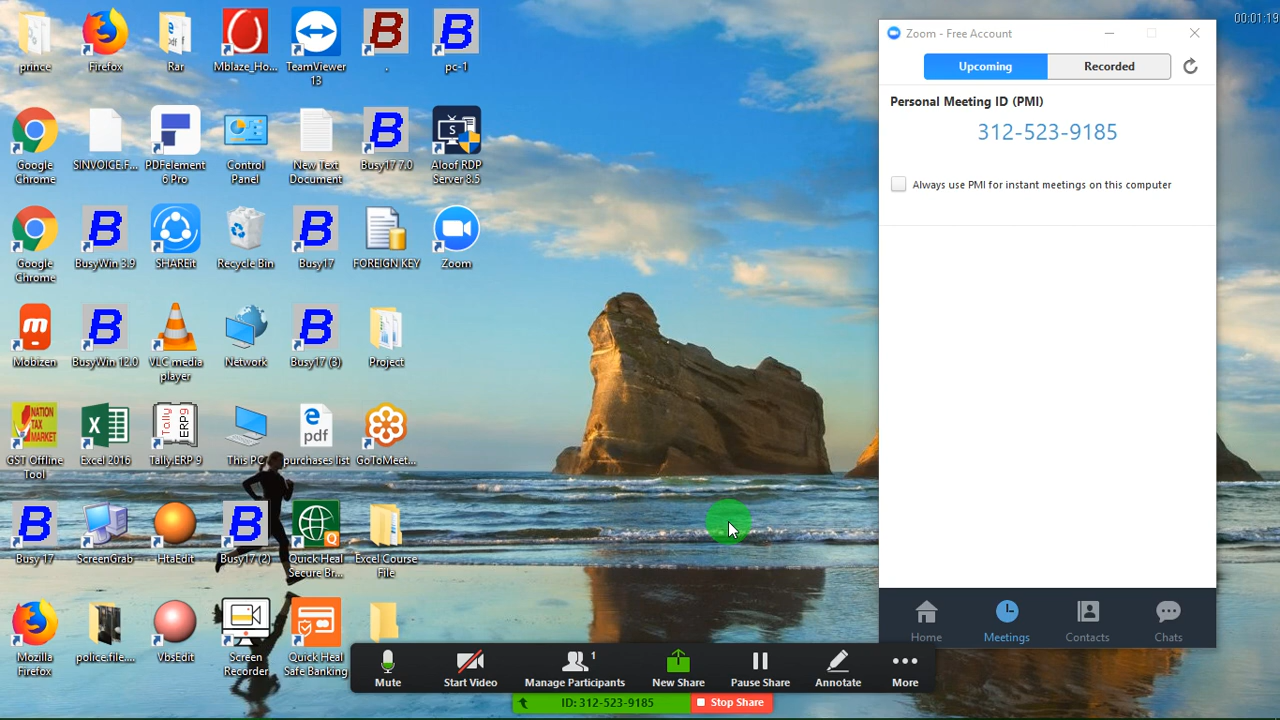 00:01:19
prince
Firefox
Rar
Mblaze_Ho...
TeamViewer
13
.
pc-1
Google
Chrome
SINVOICE.F...
PDFelement
6 Pro
Control
Panel
New Text
Document
Busy17 7.0
Aloof RDP
Server 8.5
Google
Chrome
BusyWin 3.9
SHAREit
Recycle Bin
Busy17
FOREIGN KEY
Zoom
Mobizen
BusyWin 12.0
VLC media
player
Network
Busy17 (3)
Project
NATION
TAX
MARKET
GST Offline
Tool
Excel 2016
Tally
ERP9
Tally.ERP 9
This PC
pdf
purchases list
GoToMeet...
Busy 17
ScreenGrab
HtaEdit
Busy17 (2)
Quick Heal
Secure Br...
Excel Course
File
Mozilla
Firefox
police.file....
VbsEdit
Screen
Recorder
Quick Heal
Safe Banking
Zoom - Free Account
Upcoming
Recorded
Personal Meeting ID (PMI)
312-523-9185
Always use PMI for instant meetings on this computer
Home
Meetings
Contacts
Chats
Mute
Start Video
1
Manage Participants
New Share
Pause Share
Annotate
More
ID: 312-523-9185
Stop Share